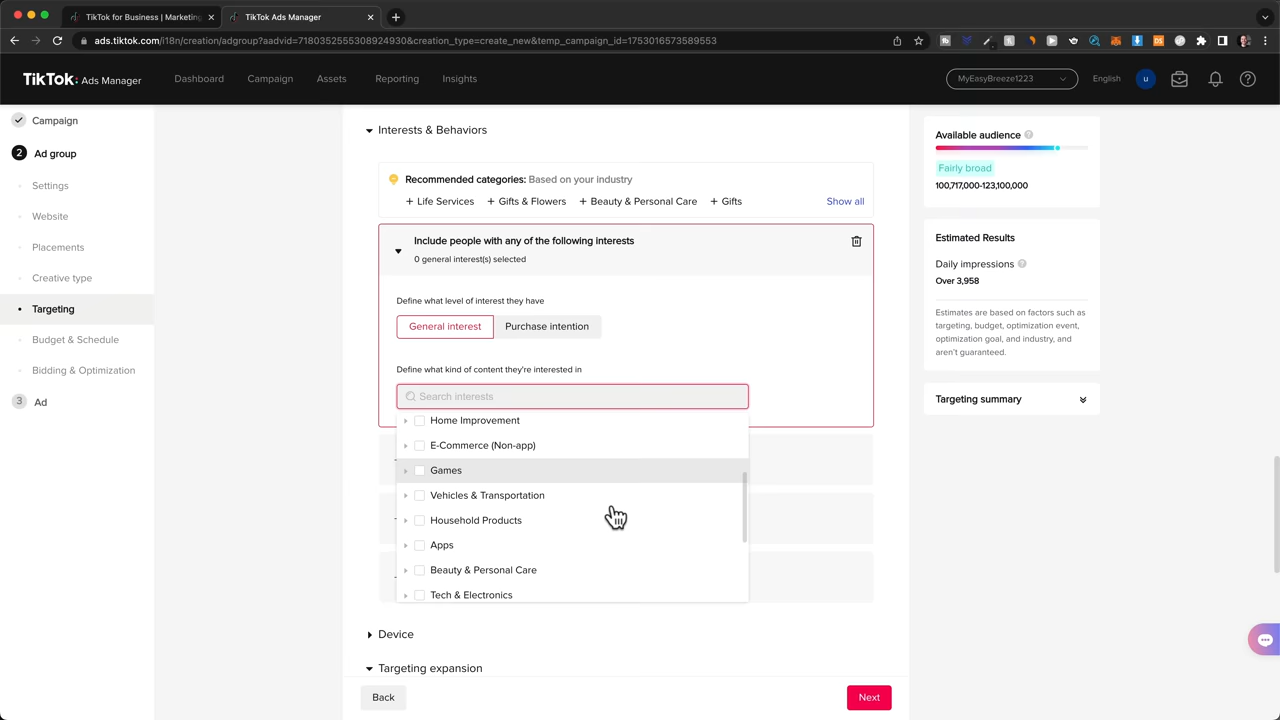 TikTok for Business | Marketing
TikTok Ads Manager
ads.tiktok.com/i18n/creation/adgroup?aadvid=7180352555308924930&creation_type=create_new&temp_campaign_id=1753016573589553
TikTok: Ads Manager
Dashboard
Campaign
Assets
Reporting
Insights
MyEasyBreeze1223
English
u
Campaign
2 Ad group
Settings
Website
Placements
Creative type
Targeting
Budget & Schedule
Bidding & Optimization
3 Ad
Interests & Behaviors
Recommended categories: Based on your industry
+ Life Services + Gifts & Flowers + Beauty & Personal Care + Gifts Show all
Include people with any of the following interests
0 general interest(s) selected
Define what level of interest they have
General interest Purchase intention
Define what kind of content they're interested in
Search interests
Home Improvement
E-Commerce (Non-app)
Games
Vehicles & Transportation
Household Products
Apps
Beauty & Personal Care
Tech & Electronics
Device
Targeting expansion
Back
Next
Available audience
Fairly broad
100,717,000-123,100,000
Estimated Results
Daily impressions
Over 3,958
Estimates are based on factors such as
targeting, budget, optimization event,
optimization goal, and industry, and
aren't guaranteed.
Targeting summary